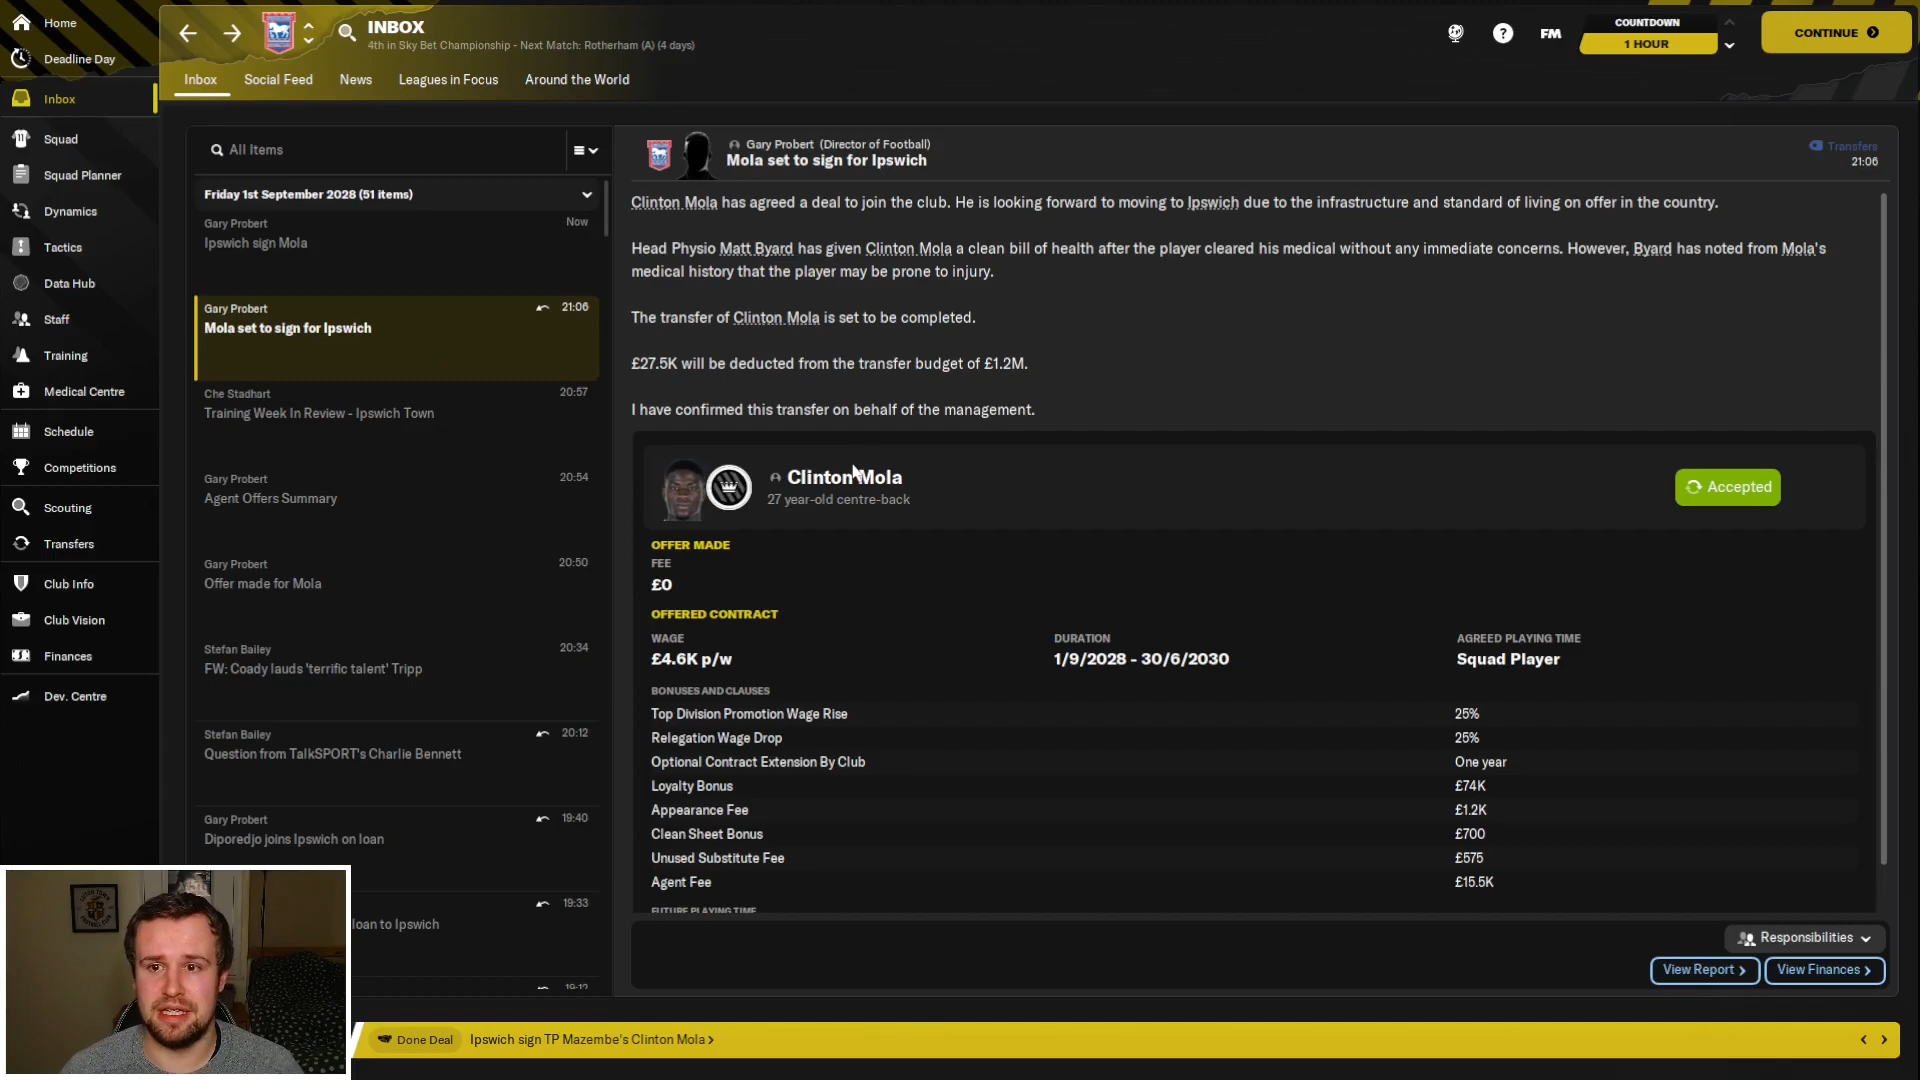 Home
Deadline Day
Inbox
Squad
Squad Planner
Dynamics
Tactics
Data Hub
Staff
Training
Medical Centre
Schedule
Competitions
Scouting
Transfers
Club Info
Club Vision
Finances
Dev. Centre
INBOX
4th in Sky Bet Championship - Next Match: Rotherham (A) (4 days)
FM
COUNTDOWN
1 HOUR
CONTINUE
Inbox Social Feed News Leagues in Focus Around the World
All Items
Friday 1st September 2028 (51 items)
Gary Probert Now
Ipswich sign Mola
Gary Probert 21:06
Mola set to sign for Ipswich
Che Stadhart 20:57
Training Week In Review - Ipswich Town
Gary Probert 20:54
Agent Offers Summary
Gary Probert 20:50
Offer made for Mola
Stefan Bailey 20:34
FW: Coady lauds 'terrific talent' Tripp
Stefan Bailey 20:12
Question from TalkSPORT's Charlie Bennett
Gary Probert 19:40
Diporedjo joins Ipswich on loan
19:33
loan to Ipswich
19:12
Gary Probert (Director of Football)
Mola set to sign for Ipswich
Transfers
21:06
Clinton Mola has agreed a deal to join the club. He is looking forward to moving to Ipswich due to the infrastructure and standard of living on offer in the country.
Head Physio Matt Byard has given Clinton Mola a clean bill of health after the player cleared his medical without any immediate concerns. However, Byard has noted from Mola's
medical history that the player may be prone to injury.
The transfer of Clinton Mola is set to be completed.
£27.5K will be deducted from the transfer budget of £1.2M.
I have confirmed this transfer on behalf of the management.
Clinton Mola
27 year-old centre-back
Accepted
OFFER MADE
FEE
£0
OFFERED CONTRACT
WAGE DURATION AGREED PLAYING TIME
£4.6K p/w 1/9/2028 - 30/6/2030 Squad Player
BONUSES AND CLAUSES
Top Division Promotion Wage Rise 25%
Relegation Wage Drop 25%
Optional Contract Extension By Club One year
Loyalty Bonus £74K
Appearance Fee £1.2K
Clean Sheet Bonus £700
Unused Substitute Fee £575
Agent Fee £15.5K
FUTURE PLAYING TIME
Responsibilities
View Report View Finances
Done Deal Ipswich sign TP Mazembe's Clinton Mola